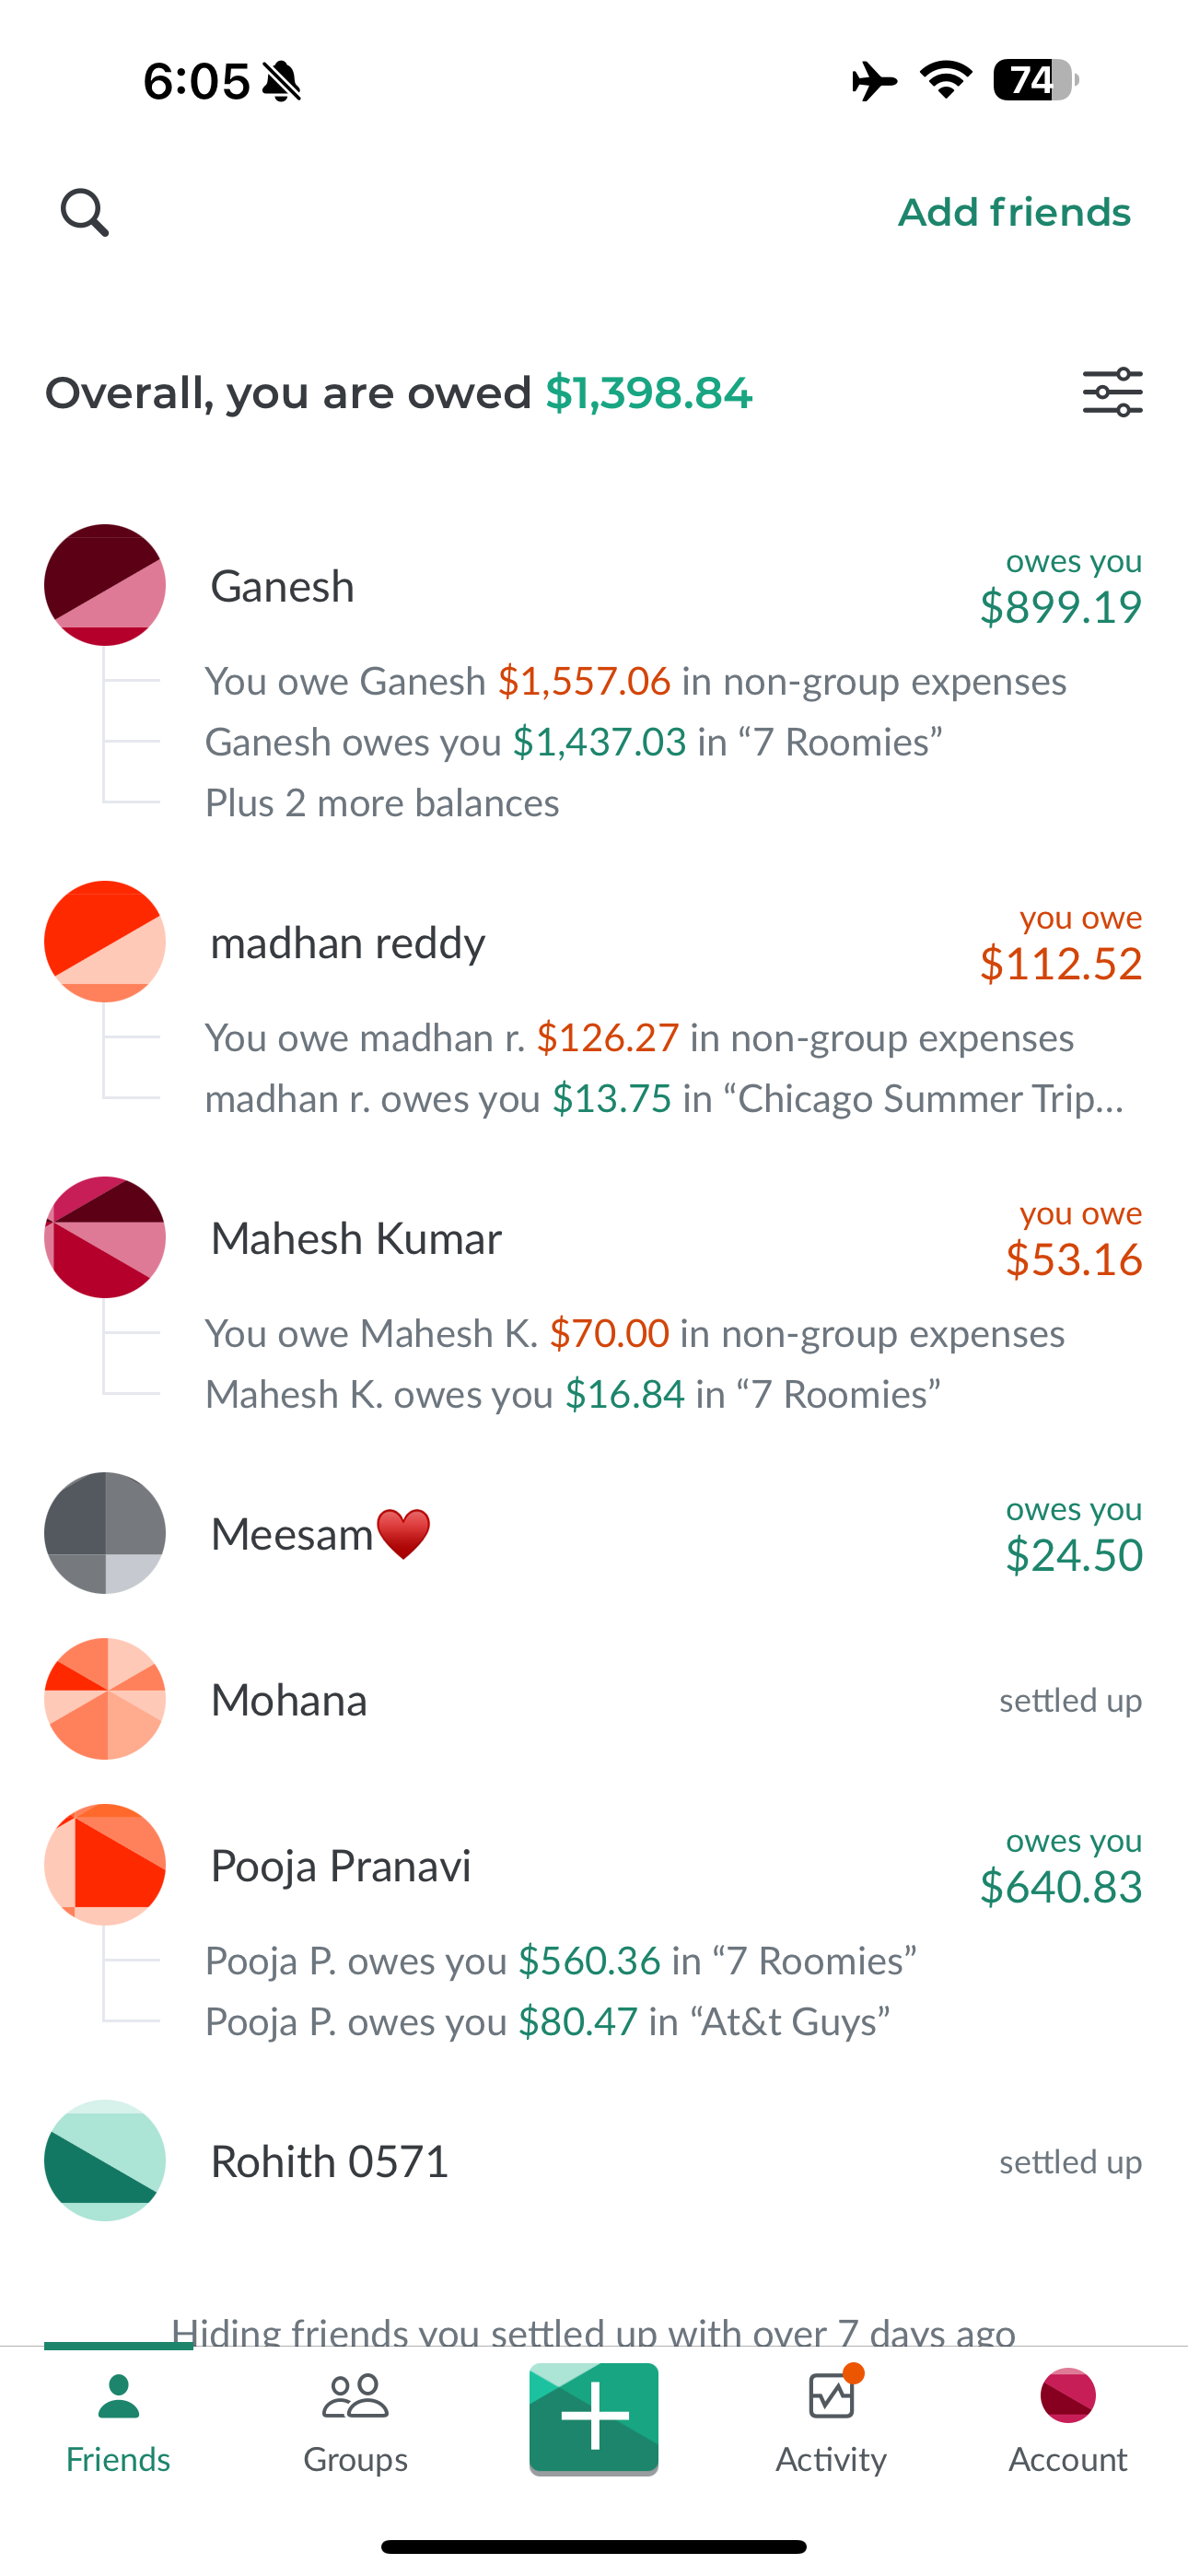 6:05
74
Add friends
Overall, you are owed $1,398.84
Ganesh
owes you
$899.19
You owe Ganesh $1,557.06 in non-group expenses
Ganesh owes you $1,437.03 in “7 Roomies”
Plus 2 more balances
madhan reddy
you owe
$112.52
You owe madhan r. $126.27 in non-group expenses
madhan r. owes you $13.75 in “Chicago Summer Trip...
Mahesh Kumar
you owe
$53.16
You owe Mahesh K. $70.00 in non-group expenses
Mahesh K. owes you $16.84 in “7 Roomies”
Meesam♥️
owes you
$24.50
Mohana
settled up
Pooja Pranavi
owes you
$640.83
Pooja P. owes you $560.36 in “7 Roomies”
Pooja P. owes you $80.47 in “At&t Guys”
Rohith 0571
settled up
Hiding friends you settled up with over 7 days ago
Friends
Groups
Activity
Account